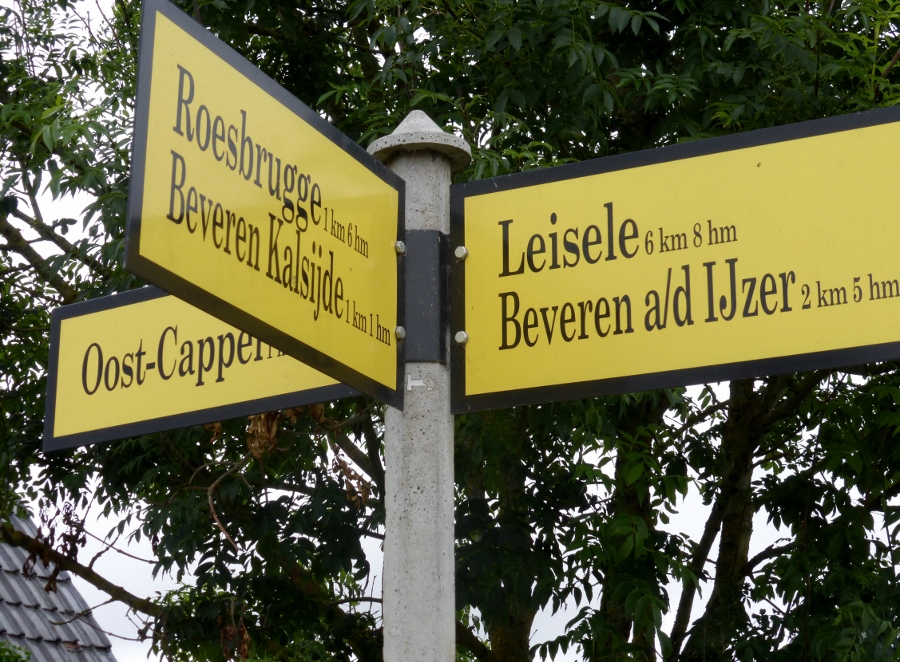 Roesbrugge 1 km 6 hm
Beveren Kalsijde 1 km 1 hm
Oost-Cappel
Leisele 6 km 8 hm
Beveren a/d IJzer 2 km 5 hm